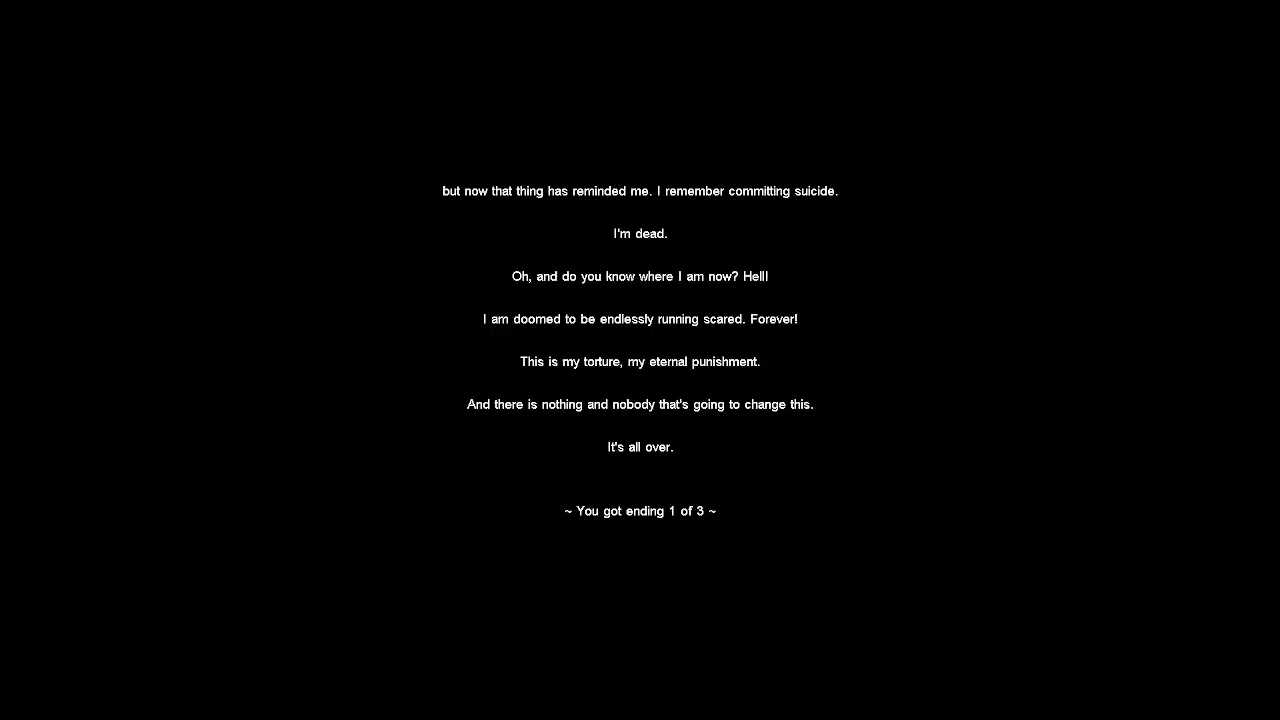 but now that thing has reminded me. I remember committing suicide.
I'm dead.
Oh, and do you know where I am now? Hell!
I am doomed to be endlessly running scared. Forever!
This is my torture, my eternal punishment.
And there is nothing and nobody that's going to change this.
It's all over.
~ You got ending 1 of 3 ~